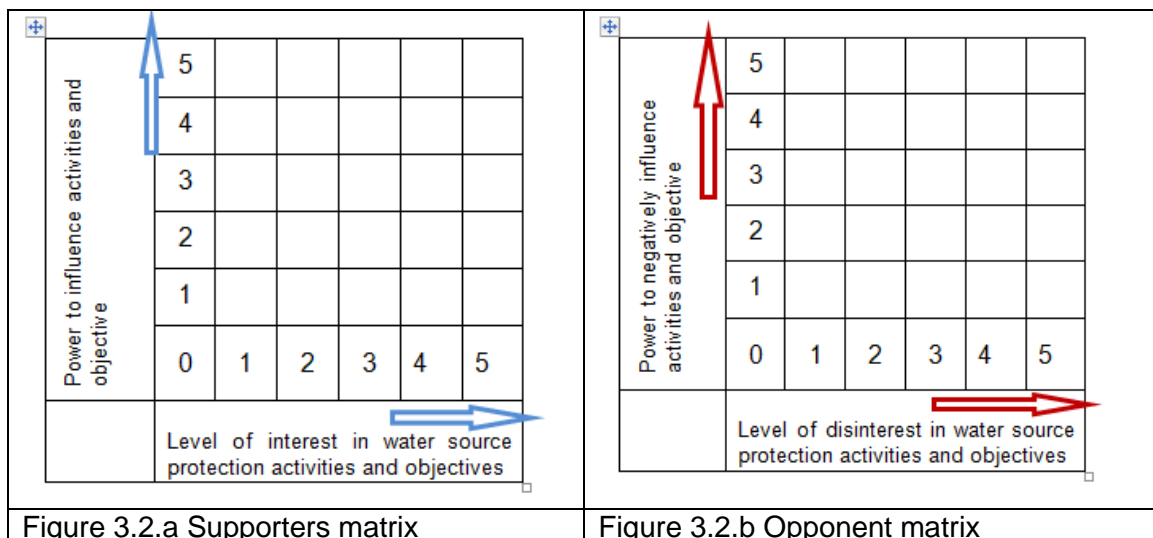 Power to influence activities and
objective
5
4
3
2
1
0 1 2 3 4 5
Level of interest in water source
protection activities and objectives
Figure 3.2.a Supporters matrix
Power to negatively influence
activities and objective
5
4
3
2
1
0 1 2 3 4 5
Level of disinterest in water source
protection activities and objectives
Figure 3.2.b Opponent matrix